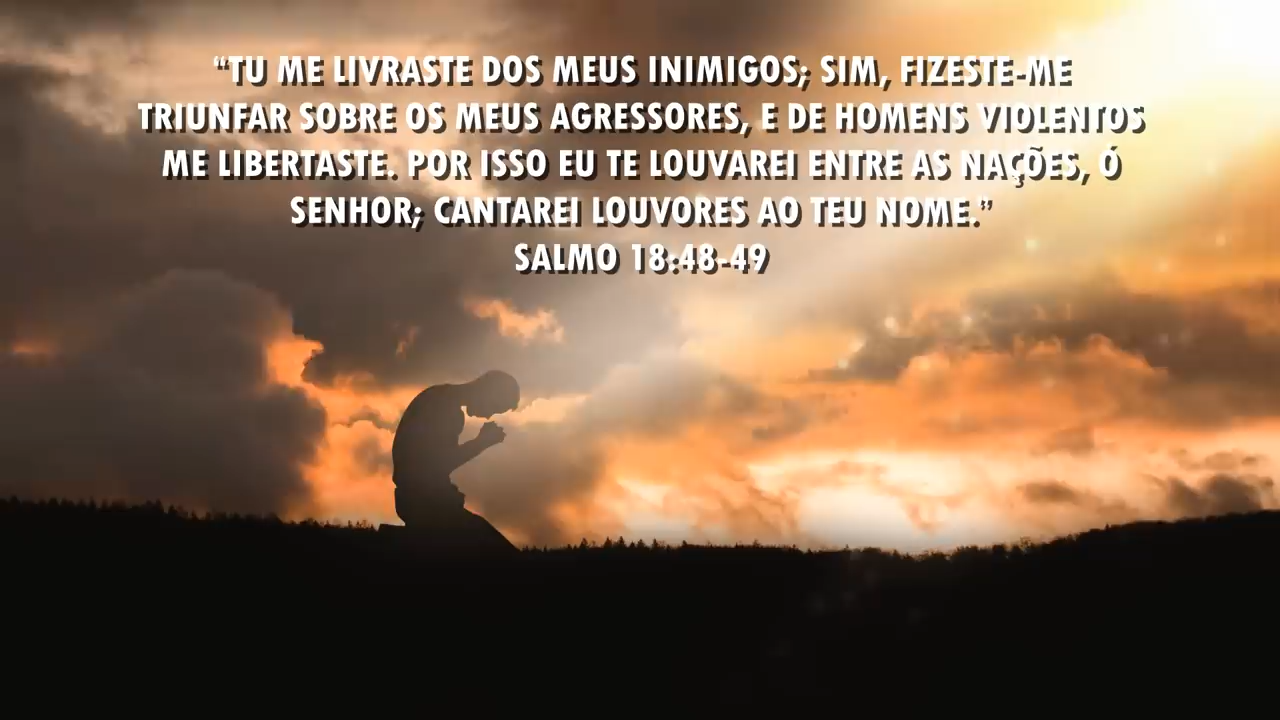 “TU ME LIVRASTE DOS MEUS INIMIGOS; SIM, FIZESTE-ME
TRIUNFAR SOBRE OS MEUS AGRESSORES, E DE HOMENS VIOLENTOS
ME LIBERTASTE. POR ISSO EU TE LOUVAREI ENTRE AS NAÇÕES, Ó
SENHOR; CANTAREI LOUVORES AO TEU NOME.”
SALMO 18:48-49